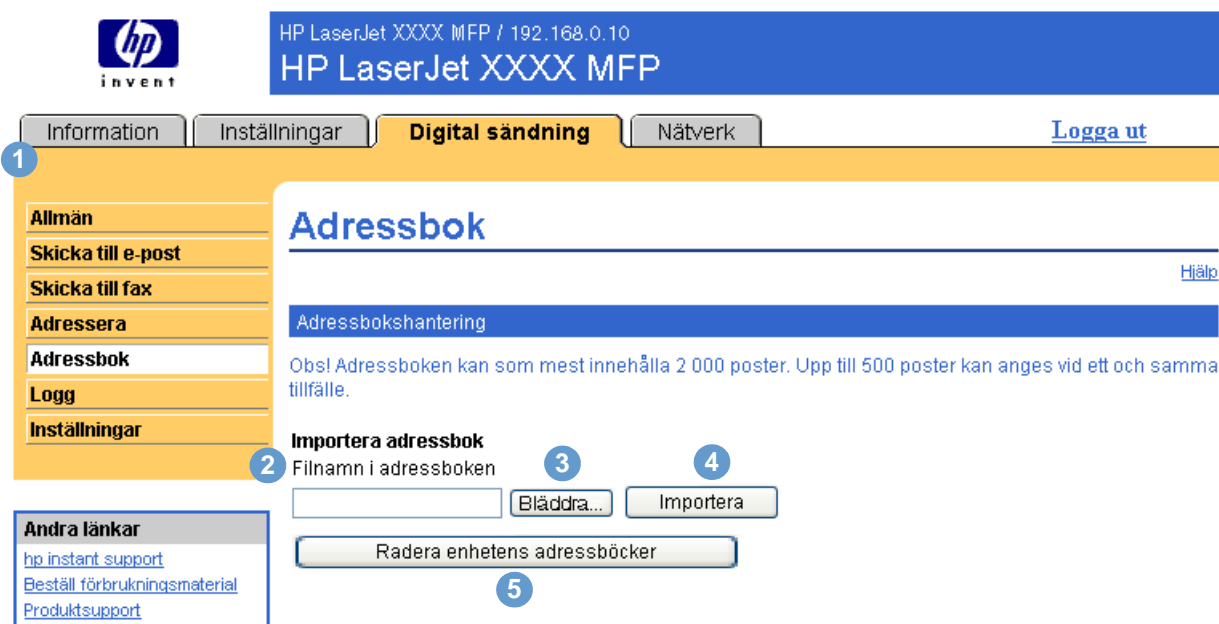 hp
invent
HP LaserJet XXXX MFP / 192.168.0.10
HP LaserJet XXXX MFP
Information
Inställningar
Digital sändning
Nätverk
Logga ut
1
Allmän
Skicka till e-post
Skicka till fax
Adressera
Adressbok
Logg
Inställningar
Andra länkar
hp instant support
Beställ förbrukningsmaterial
Produktsupport
Adressbok
Hjälp
Adressbokshantering
Obs! Adressboken kan som mest innehålla 2 000 poster. Upp till 500 poster kan anges vid ett och samma
tillfälle.
Importera adressbok
2 Filnamn i adressboken
3
4
Bläddra...
Importera
Radera enhetens adressböcker
5